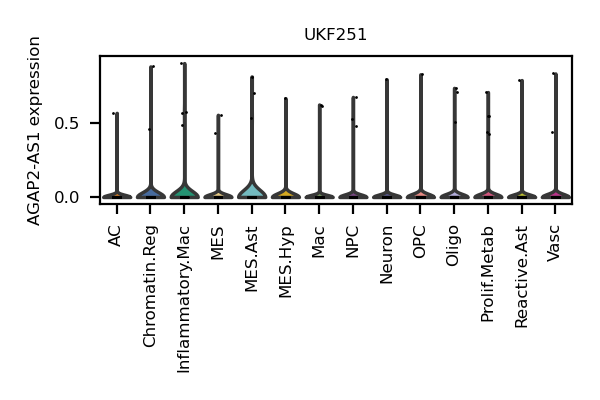 UKF251
AGAP2-AS1 expression
0.5
0.0
AC
Chromatin.Reg
Inflammatory.Mac
MES
MES.Ast
MES.Hyp
Mac
NPC
Neuron
OPC
Oligo
Prolif.Metab
Reactive.Ast
Vasc